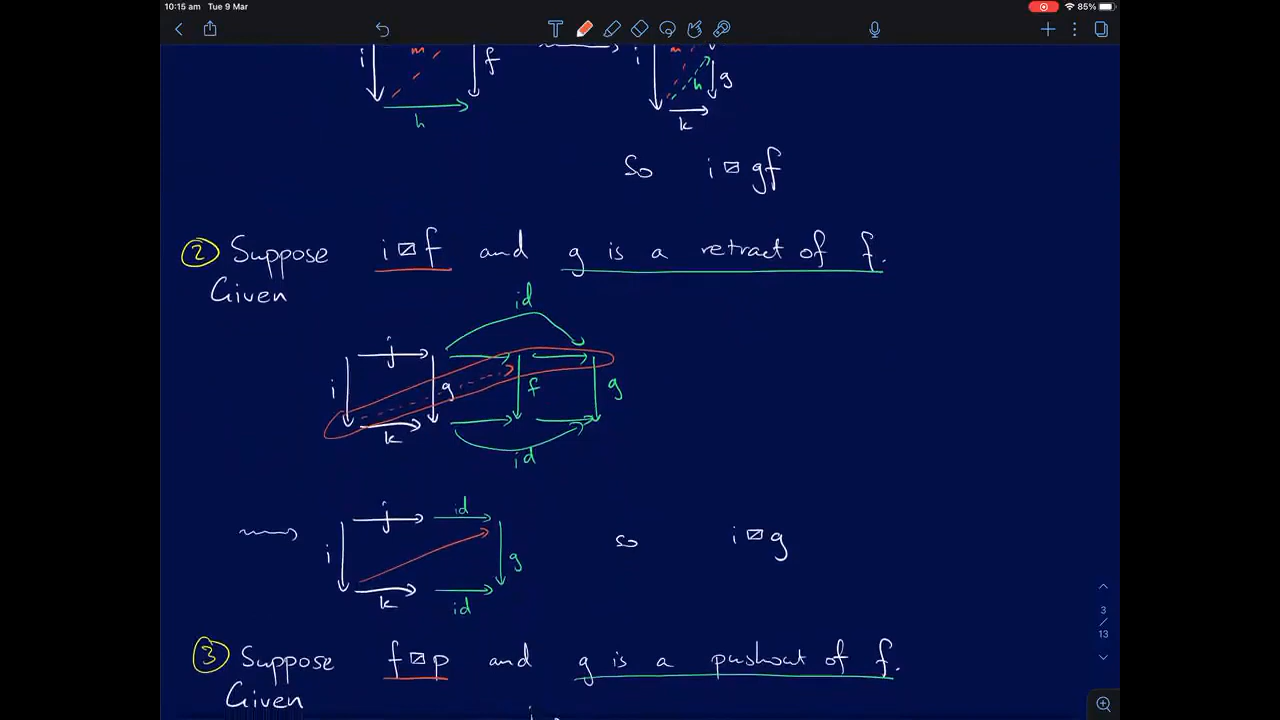 10:15 am Tue 9 Mar 85%
i m f i m h g
h k
So i ⧄ gf
② Suppose i ⧄ f and g is a retract of f.
Given
id
j
i g f g
k
id
j id
i g so i ⧄ g
k id
③ Suppose f ⧄ p and g is a pushout of f.
Given
3
/
13